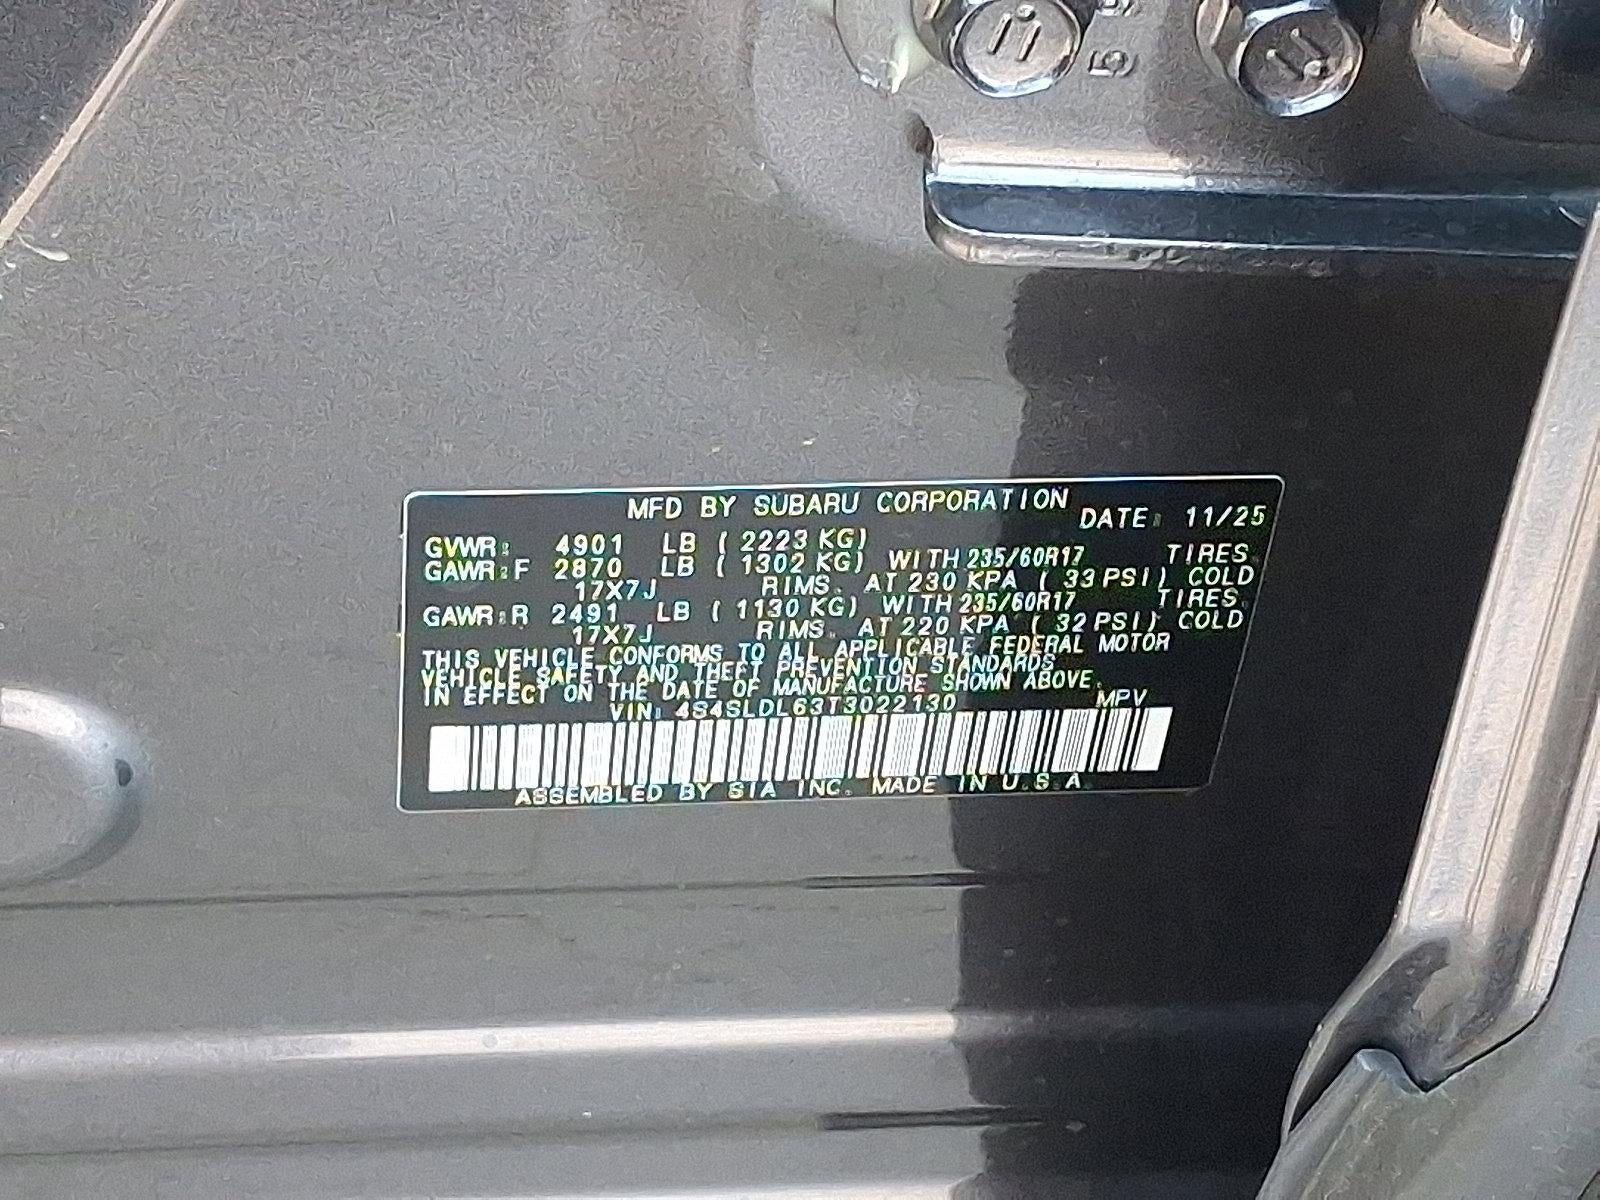 MFD BY SUBARU CORPORATION DATE: 11/25
GVWR: 4901 LB ( 2223 KG)
GAWR:F 2870 LB ( 1302 KG) WITH 235/60R17 TIRES,
17X7J RIMS, AT 230 KPA ( 33 PSI) COLD
GAWR:R 2491 LB ( 1130 KG) WITH 235/60R17 TIRES,
17X7J RIMS, AT 220 KPA ( 32 PSI) COLD
THIS VEHICLE CONFORMS TO ALL APPLICABLE FEDERAL MOTOR
VEHICLE SAFETY AND THEFT PREVENTION STANDARDS
IN EFFECT ON THE DATE OF MANUFACTURE SHOWN ABOVE.
VIN: 4S4SLDL63T3022130 MPV
ASSEMBLED BY SIA INC. MADE IN U.S.A.